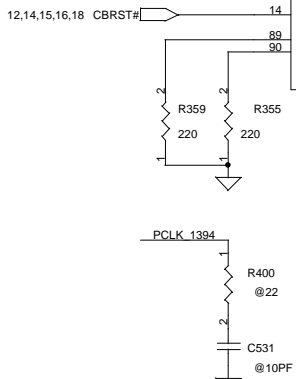 12,14,15,16,18 CBRST# 14
89
90
2 2
R359 R355
220 220
1 1
PCLK_1394
1
R400
@22
2
C531
@10PF